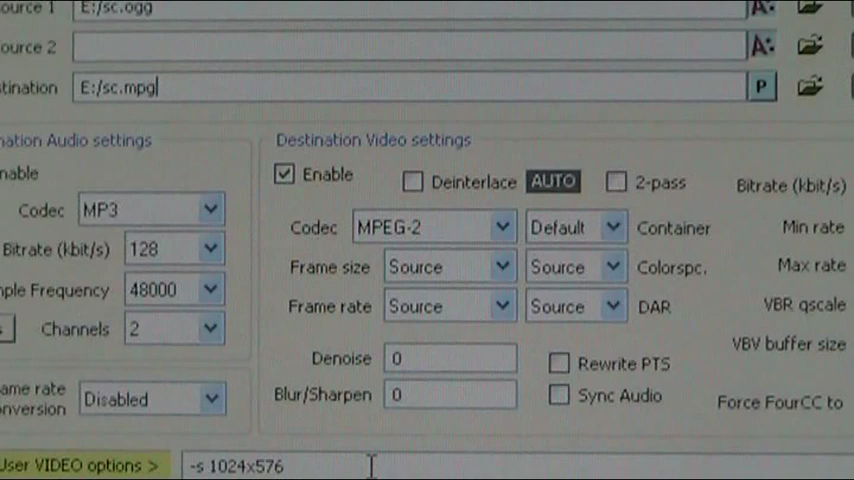 ource 1 E:/sc.ogg A
ource 2 A
tination E:/sc.mpg P
nation Audio settings Destination Video settings
nable Enable Deinterlace AUTO 2-pass Bitrate (kbit/s)
Codec MP3 Codec MPEG-2 Default Container Min rate
Bitrate (kbit/s) 128 Frame size Source Source Colorspc. Max rate
mple Frequency 48000 Frame rate Source Source DAR VBR qscale
s Channels 2 Denoise 0 Rewrite PTS VBV buffer size
ame rate onversion Disabled Blur/Sharpen 0 Sync Audio Force FourCC to
User VIDEO options > -s 1024x576